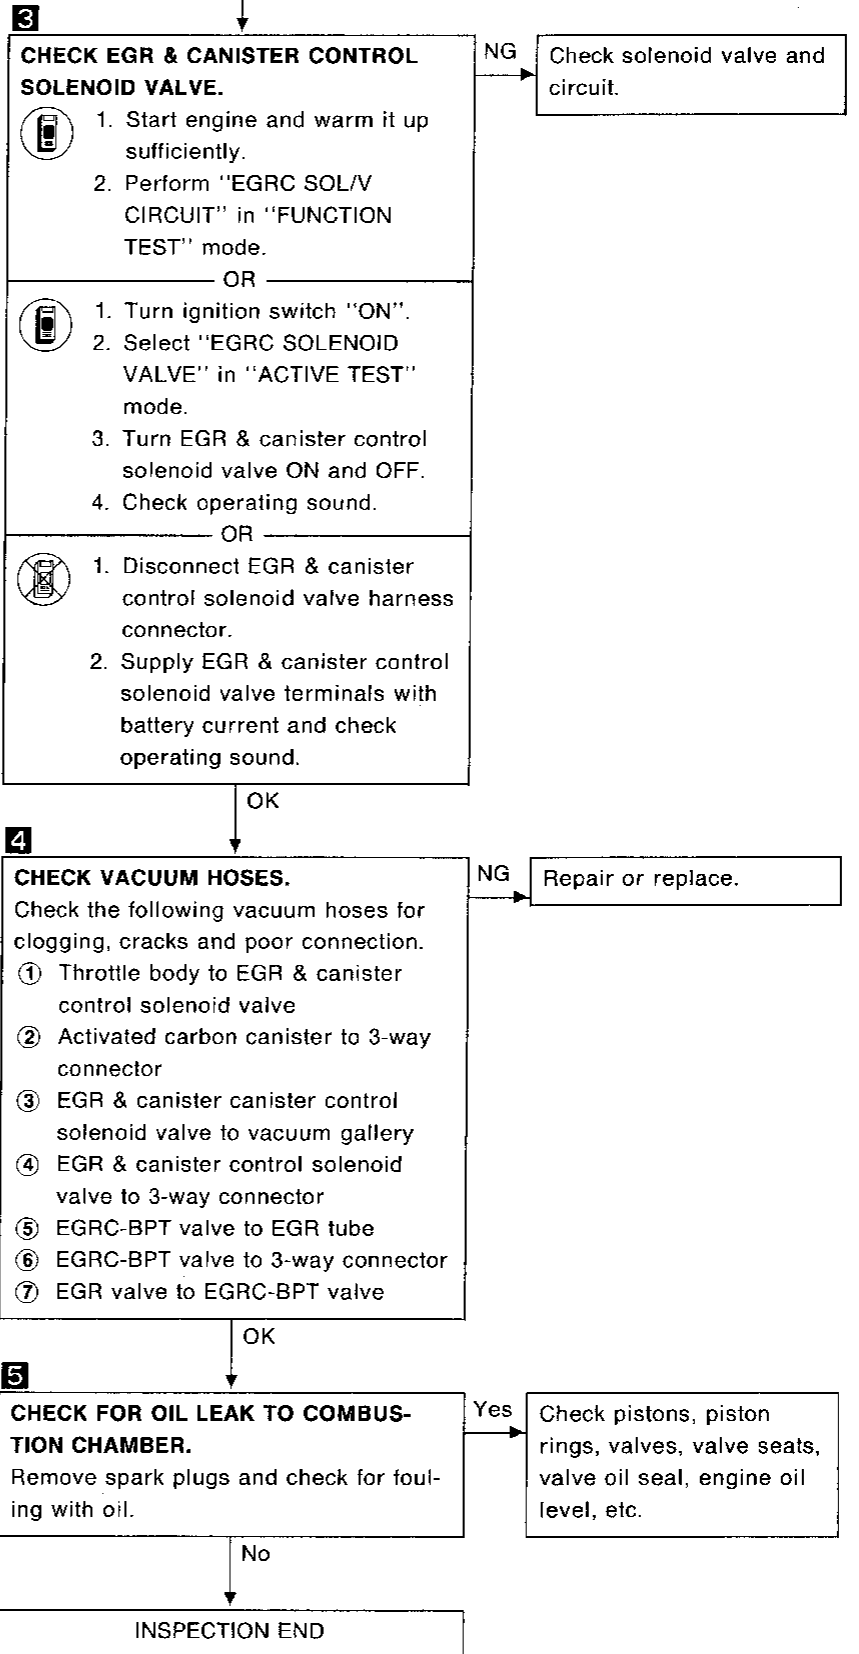 3
CHECK EGR & CANISTER CONTROL
SOLENOID VALVE.
1. Start engine and warm it up
sufficiently.
2. Perform "EGRC SOL/V
CIRCUIT" in "FUNCTION
TEST" mode.
OR
1. Turn ignition switch "ON".
2. Select "EGRC SOLENOID
VALVE" in "ACTIVE TEST"
mode.
3. Turn EGR & canister control
solenoid valve ON and OFF.
4. Check operating sound.
OR
1. Disconnect EGR & canister
control solenoid valve harness
connector.
2. Supply EGR & canister control
solenoid valve terminals with
battery current and check
operating sound.
NG
Check solenoid valve and
circuit.
OK
4
CHECK VACUUM HOSES.
Check the following vacuum hoses for
clogging, cracks and poor connection.
① Throttle body to EGR & canister
control solenoid valve
② Activated carbon canister to 3-way
connector
③ EGR & canister canister control
solenoid valve to vacuum gallery
④ EGR & canister control solenoid
valve to 3-way connector
⑤ EGRC-BPT valve to EGR tube
⑥ EGRC-BPT valve to 3-way connector
⑦ EGR valve to EGRC-BPT valve
NG
Repair or replace.
OK
5
CHECK FOR OIL LEAK TO COMBUS-
TION CHAMBER.
Remove spark plugs and check for foul-
ing with oil.
Yes
Check pistons, piston
rings, valves, valve seats,
valve oil seal, engine oil
level, etc.
No
INSPECTION END